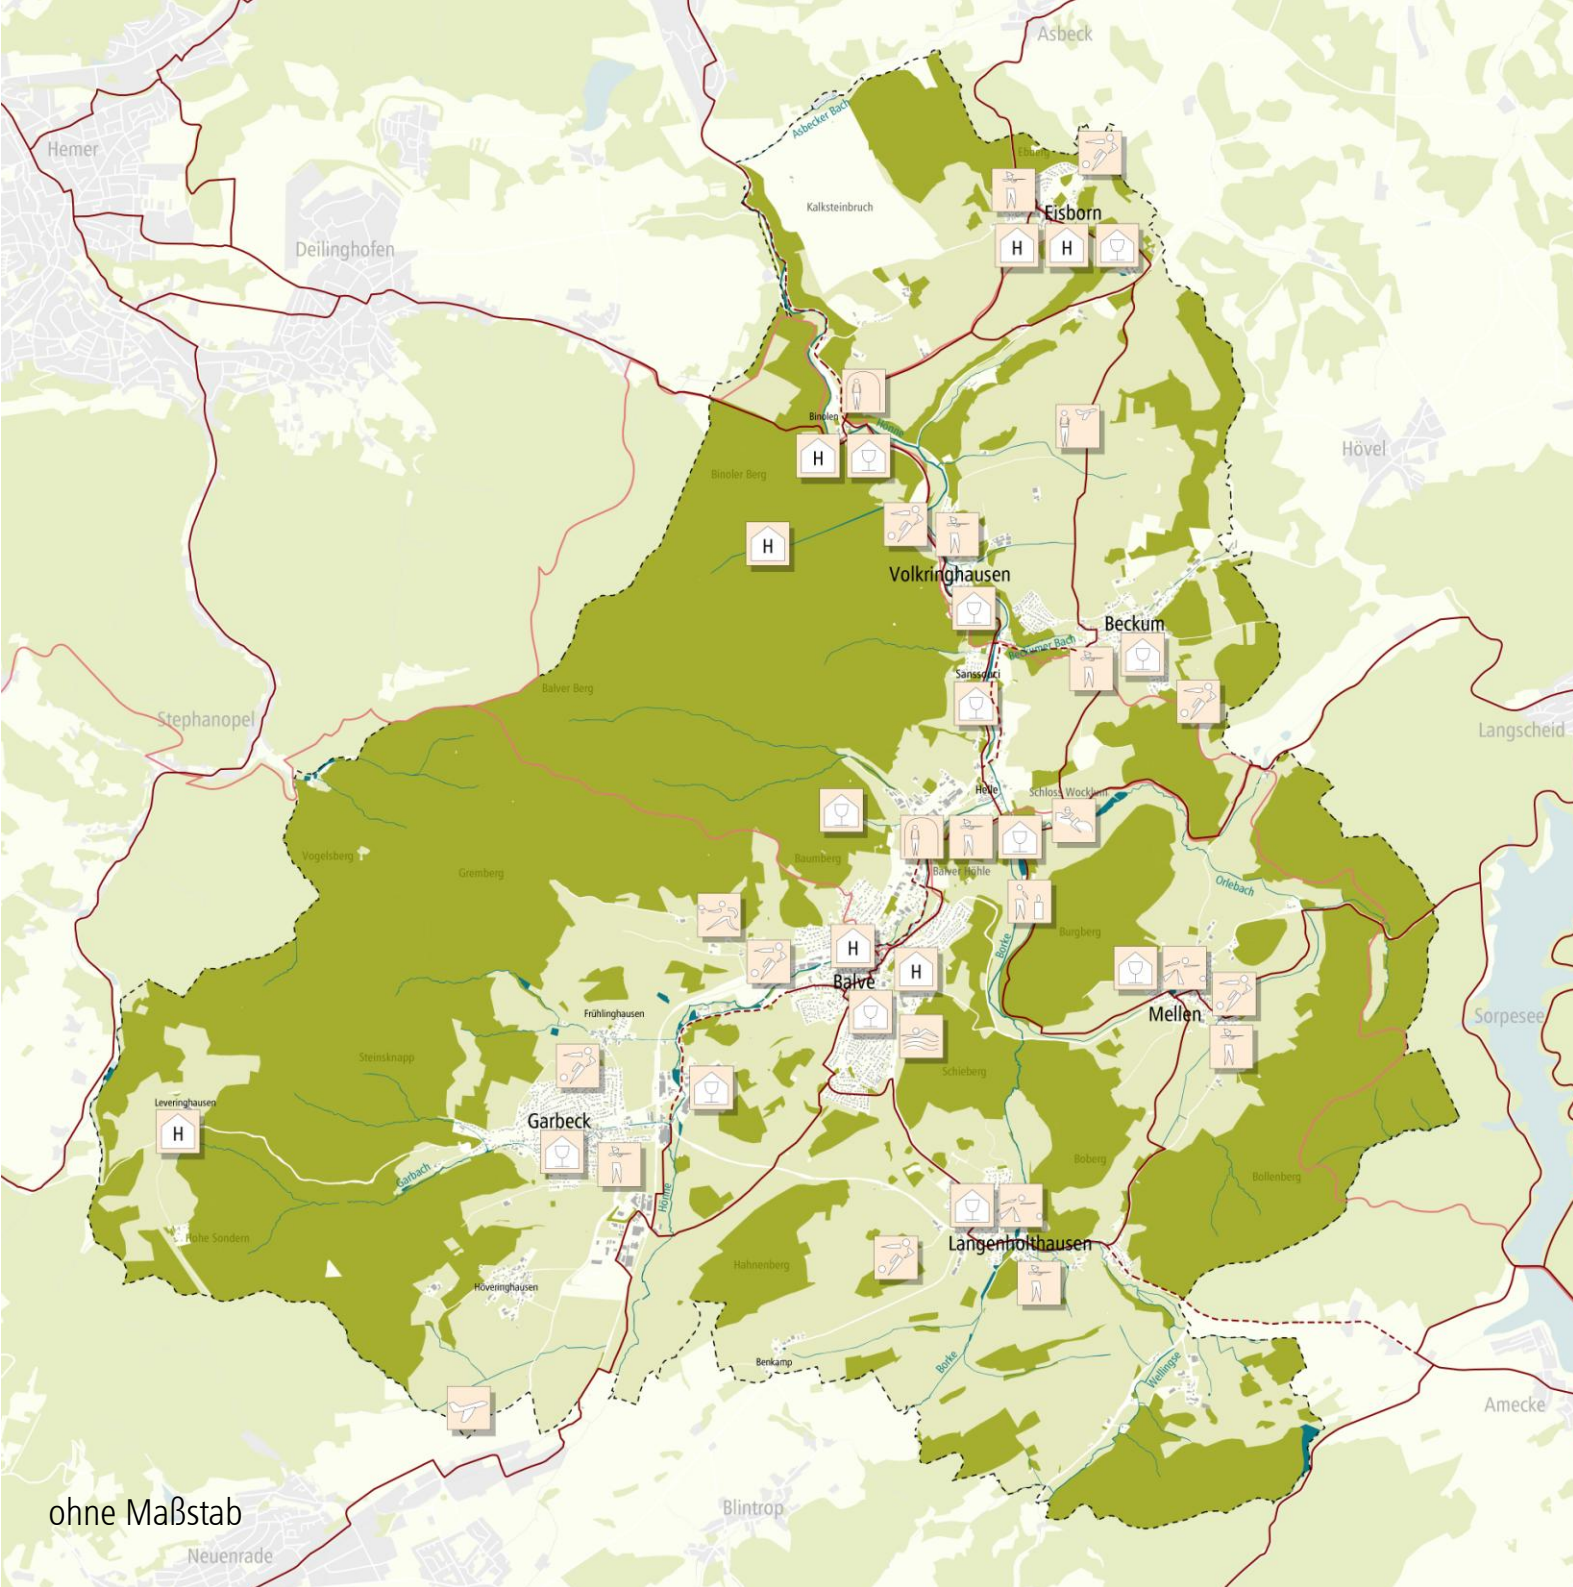 Asbeck
Asbecker Bach
Hemer
Ebberg
Kalksteinbruch
Eisborn
Deilinghofen
H
H
Binolen
Hönne
Hövel
H
Binoler Berg
H
Volkringhausen
Beckum
Beckumer Bach
Sanssouci
Balver Berg
Stephanopel
Langscheid
Helle
Schloss Wocklum
Vogelsberg
Baumberg
Gremberg
Balver Höhle
Orlebach
Burgberg
Borke
H
H
Balve
Frühlinghausen
Mellen
Sorpesee
Steinsknapp
Schieberg
Leveringhausen
H
Garbeck
Garbach
Boberg
Bollenberg
Hönne
Hohe Sondern
Langenholthausen
Hahnenberg
Höveringhausen
Benkamp
Borke
Wellingse
Amecke
ohne Maßstab
Blintrop
Neuenrade